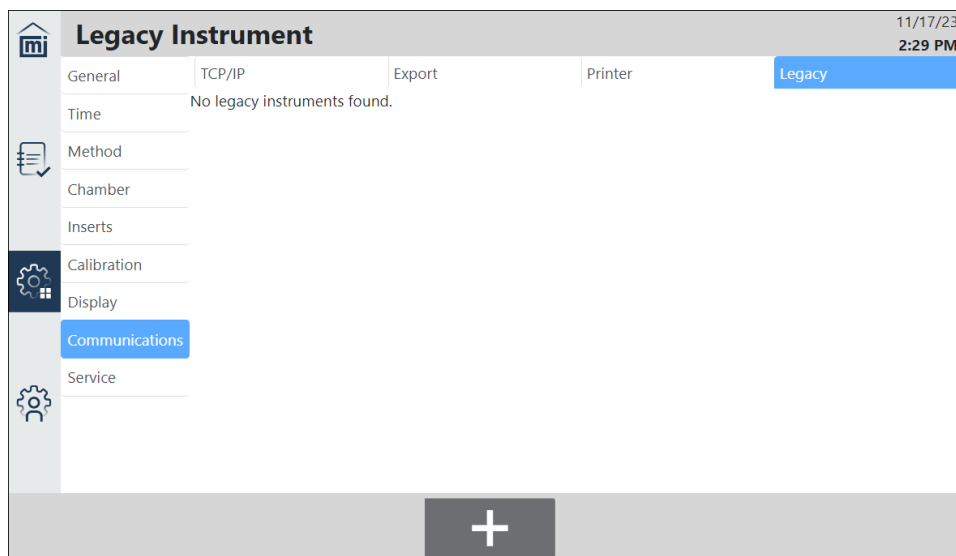 mi
Legacy Instrument
11/17/23
2:29 PM
General
Time
Method
Chamber
Inserts
Calibration
Display
Communications
Service
TCP/IP
Export
Printer
Legacy
No legacy instruments found.